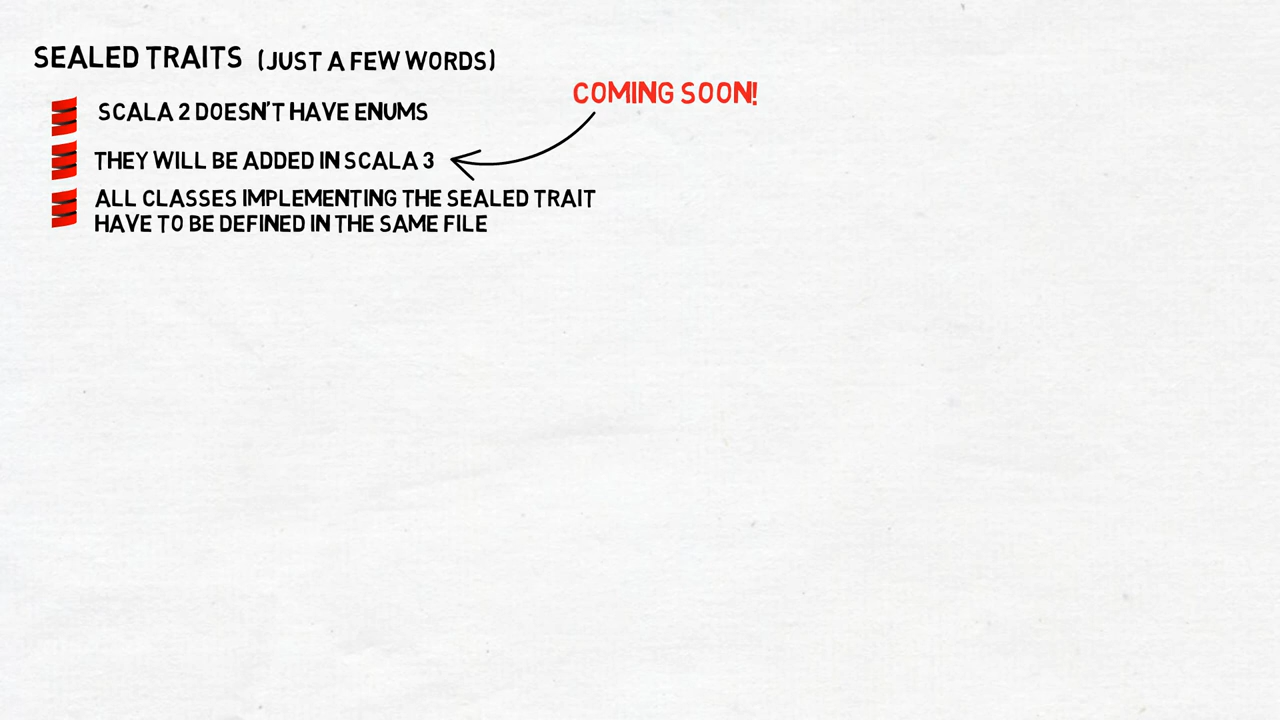 SEALED TRAITS (JUST A FEW WORDS)
COMING SOON!
SCALA 2 DOESN'T HAVE ENUMS
THEY WILL BE ADDED IN SCALA 3
ALL CLASSES IMPLEMENTING THE SEALED TRAIT
HAVE TO BE DEFINED IN THE SAME FILE